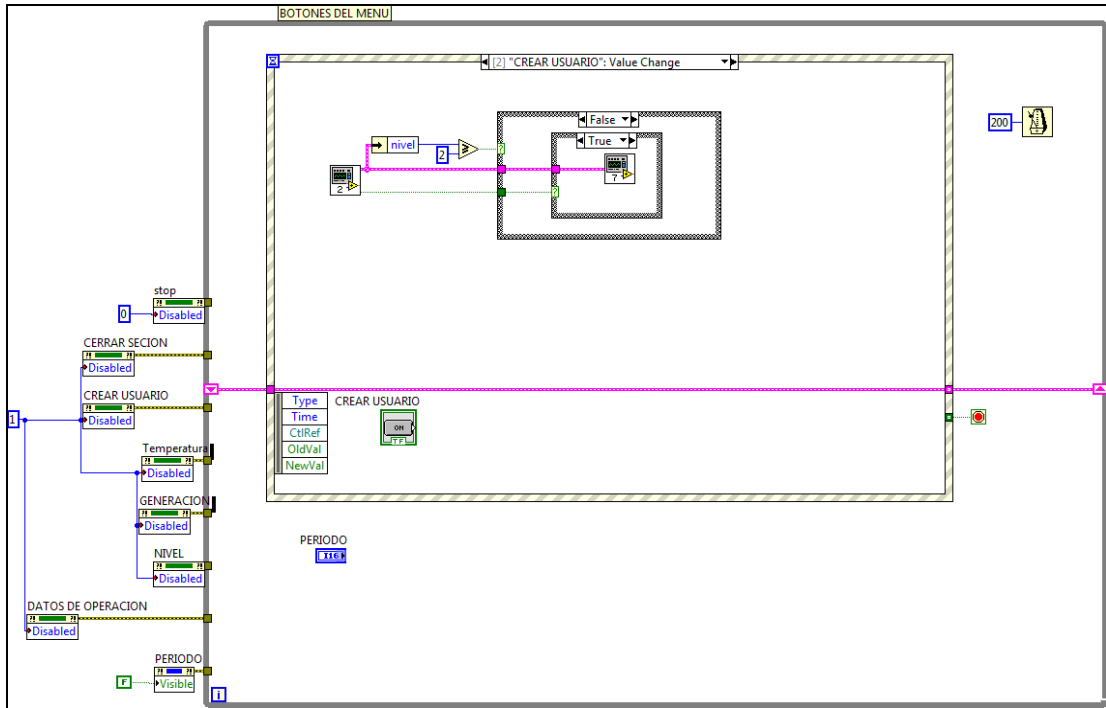 BOTONES DEL MENU
[2] "CREAR USUARIO": Value Change
False
200
True
nivel
2
2
7
stop
0
Disabled
CERRAR SECION
Disabled
CREAR USUARIO
Disabled
1
Type
Time
CtlRef
OldVal
NewVal
CREAR USUARIO
ON
TF
Temperatura
Disabled
GENERACION
Disabled
PERIODO
I16
NIVEL
Disabled
DATOS DE OPERACION
Disabled
PERIODO
F
Visible
i